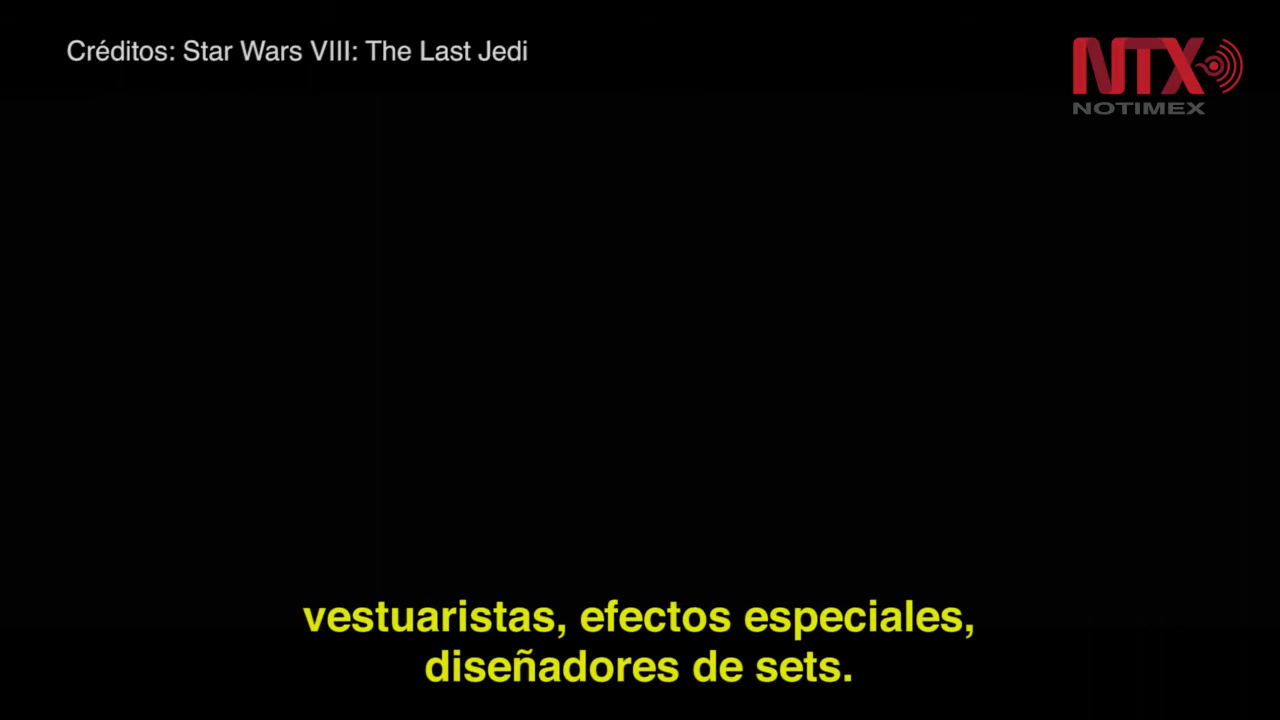 Créditos: Star Wars VIII: The Last Jedi
NTX
NOTIMEX
vestuaristas, efectos especiales,
diseñadores de sets.